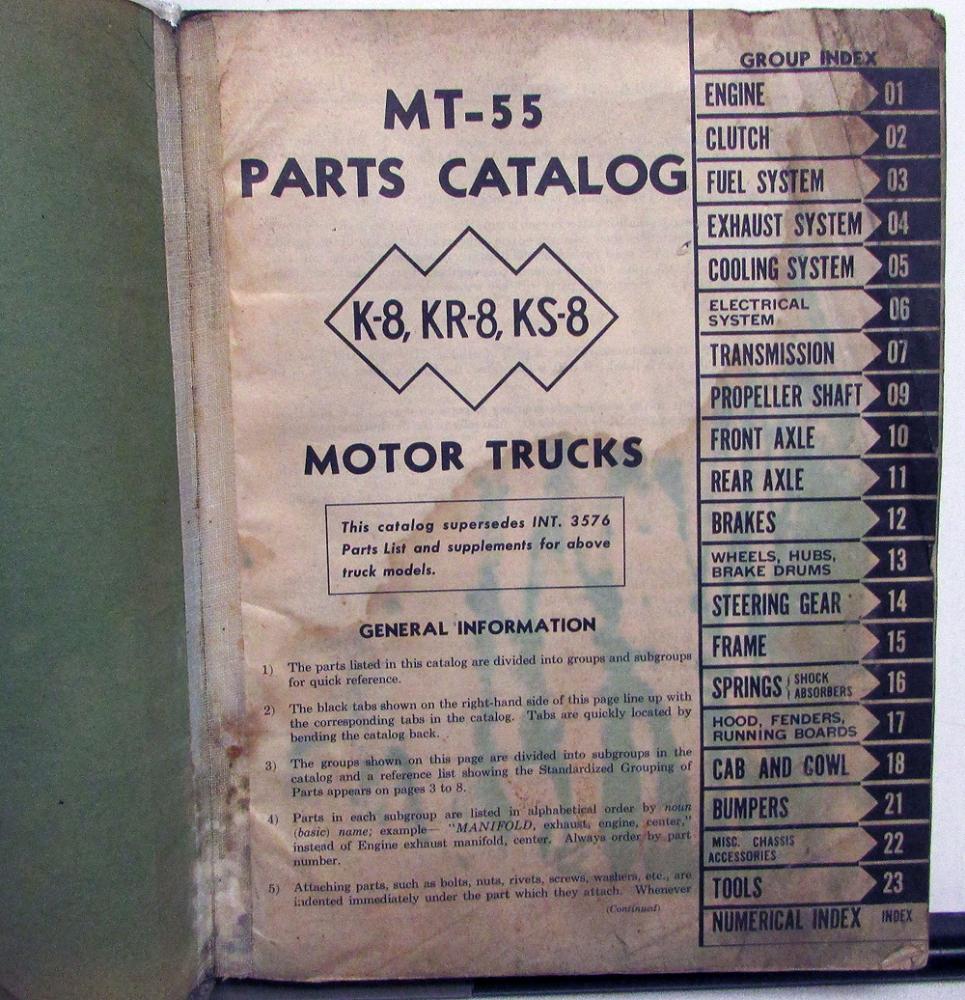 MT-55
PARTS CATALOG
K-8, KR-8, KS-8
MOTOR TRUCKS
This catalog supersedes INT. 3576
Parts List and supplements for above
truck models.
GENERAL INFORMATION
1) The parts listed in this catalog are divided into groups and subgroups
for quick reference.
2) The black tabs shown on the right-hand side of this page line up with
the corresponding tabs in the catalog. Tabs are quickly located by
bending the catalog back.
3) The groups shown on this page are divided into subgroups in the
catalog and a reference list showing the Standardized Grouping of
Parts appears on pages 3 to 8.
4) Parts in each subgroup are listed in alphabetical order by noun
(basic) name; example— "MANIFOLD, exhaust, engine, center,"
instead of Engine exhaust manifold, center. Always order by part
number.
5) Attaching parts, such as bolts, nuts, rivets, screws, washers, etc., are
indented immediately under the part which they attach. Whenever
(Continued)
GROUP INDEX
ENGINE 01
CLUTCH 02
FUEL SYSTEM 03
EXHAUST SYSTEM 04
COOLING SYSTEM 05
ELECTRICAL
SYSTEM 06
TRANSMISSION 07
PROPELLER SHAFT 09
FRONT AXLE 10
REAR AXLE 11
BRAKES 12
WHEELS, HUBS,
BRAKE DRUMS 13
STEERING GEAR 14
FRAME 15
SPRINGS { SHOCK
ABSORBERS 16
HOOD, FENDERS,
RUNNING BOARDS 17
CAB AND COWL 18
BUMPERS 21
MISC. CHASSIS
ACCESSORIES 22
TOOLS 23
NUMERICAL INDEX INDEX